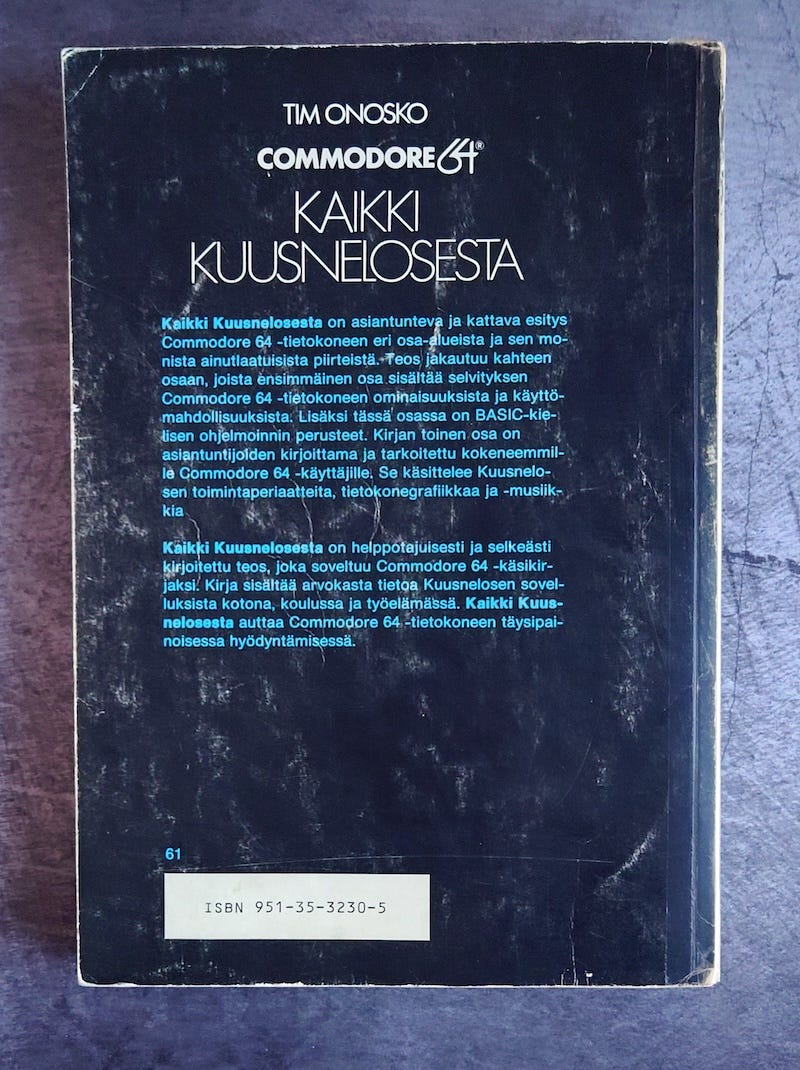 TIM ONOSKO
COMMODORE 64®
KAIKKI
KUUSNELOSESTA
Kaikki Kuusnelosesta on asiantunteva ja kattava esitys
Commodore 64 -tietokoneen eri osa-alueista ja sen mo-
nista ainutlaatuisista piirteistä. Teos jakautuu kahteen
osaan, joista ensimmäinen osa sisältää selvityksen
Commodore 64 -tietokoneen ominaisuuksista ja käyttö-
mahdollisuuksista. Lisäksi tässä osassa on BASIC-kie-
lisen ohjelmoinnin perusteet. Kirjan toinen osa on
asiantuntijoiden kirjoittama ja tarkoitettu kokeneemmil-
le Commodore 64 -käyttäjille. Se käsittelee Kuusnelo-
sen toimintaperiaatteita, tietokonegrafiikkaa ja -musiik-
kia
Kaikki Kuusnelosesta on helppotajuisesti ja selkeästi
kirjoitettu teos, joka soveltuu Commodore 64 -käsikir-
jaksi. Kirja sisältää arvokasta tietoa Kuusnelosen sovel-
luksista kotona, koulussa ja työelämässä. Kaikki Kuus-
nelosesta auttaa Commodore 64 -tietokoneen täysipai-
noisessa hyödyntämisessä.
61
ISBN 951-35-3230-5